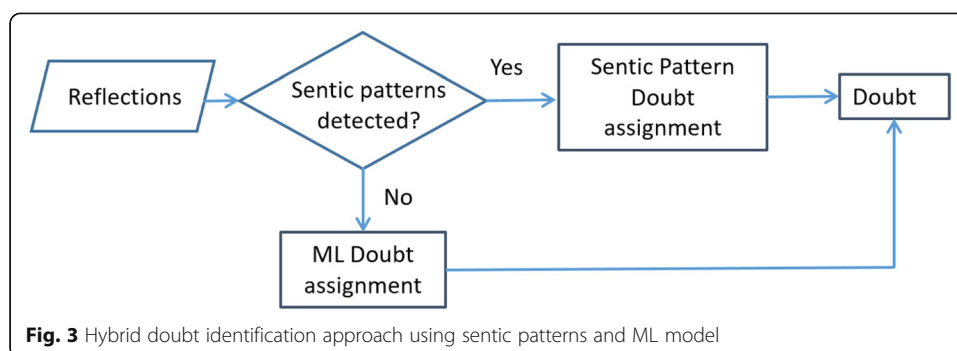 Reflections
Sentic patterns
detected?
Yes
Sentic Pattern
Doubt
assignment
Doubt
No
ML Doubt
assignment
Fig. 3 Hybrid doubt identification approach using sentic patterns and ML model